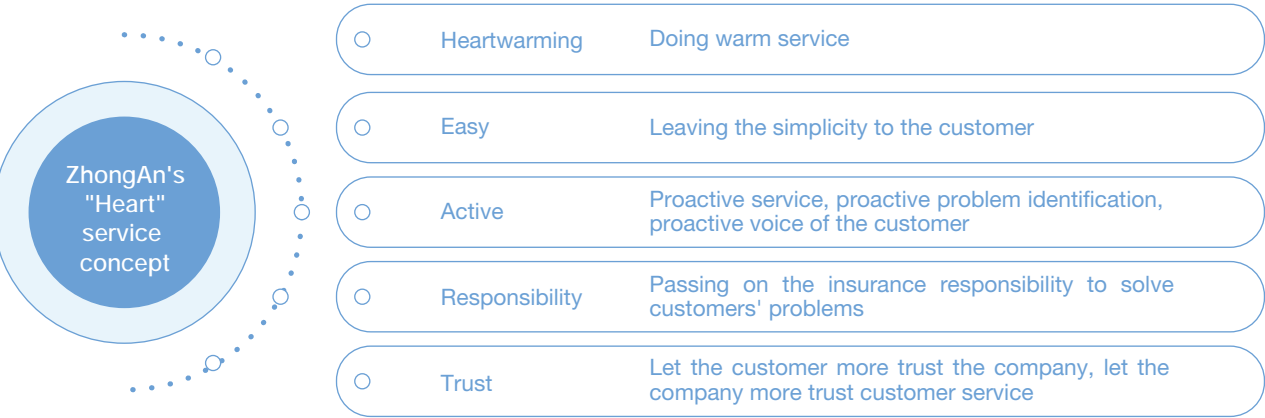 ZhongAn's
"Heart"
service
concept
Heartwarming
Doing warm service
Easy
Leaving the simplicity to the customer
Active
Proactive service, proactive problem identification,
proactive voice of the customer
Responsibility
Passing on the insurance responsibility to solve
customers' problems
Trust
Let the customer more trust the company, let the
company more trust customer service